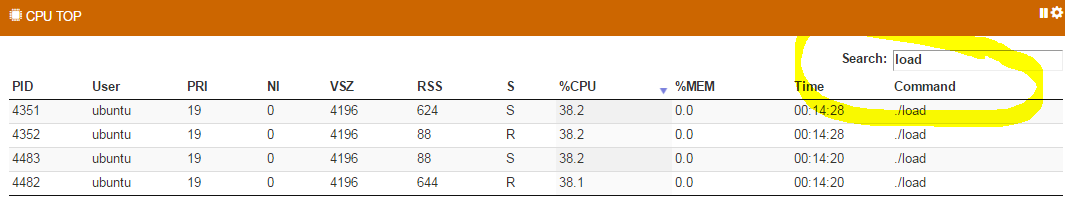 CPU TOP
Search: load
PID User PRI NI VSZ RSS S %CPU %MEM Time Command
4351 ubuntu 19 0 4196 624 S 38.2 0.0 00:14:28 ./load
4352 ubuntu 19 0 4196 88 R 38.2 0.0 00:14:28 ./load
4483 ubuntu 19 0 4196 88 S 38.2 0.0 00:14:20 ./load
4482 ubuntu 19 0 4196 644 R 38.1 0.0 00:14:20 ./load